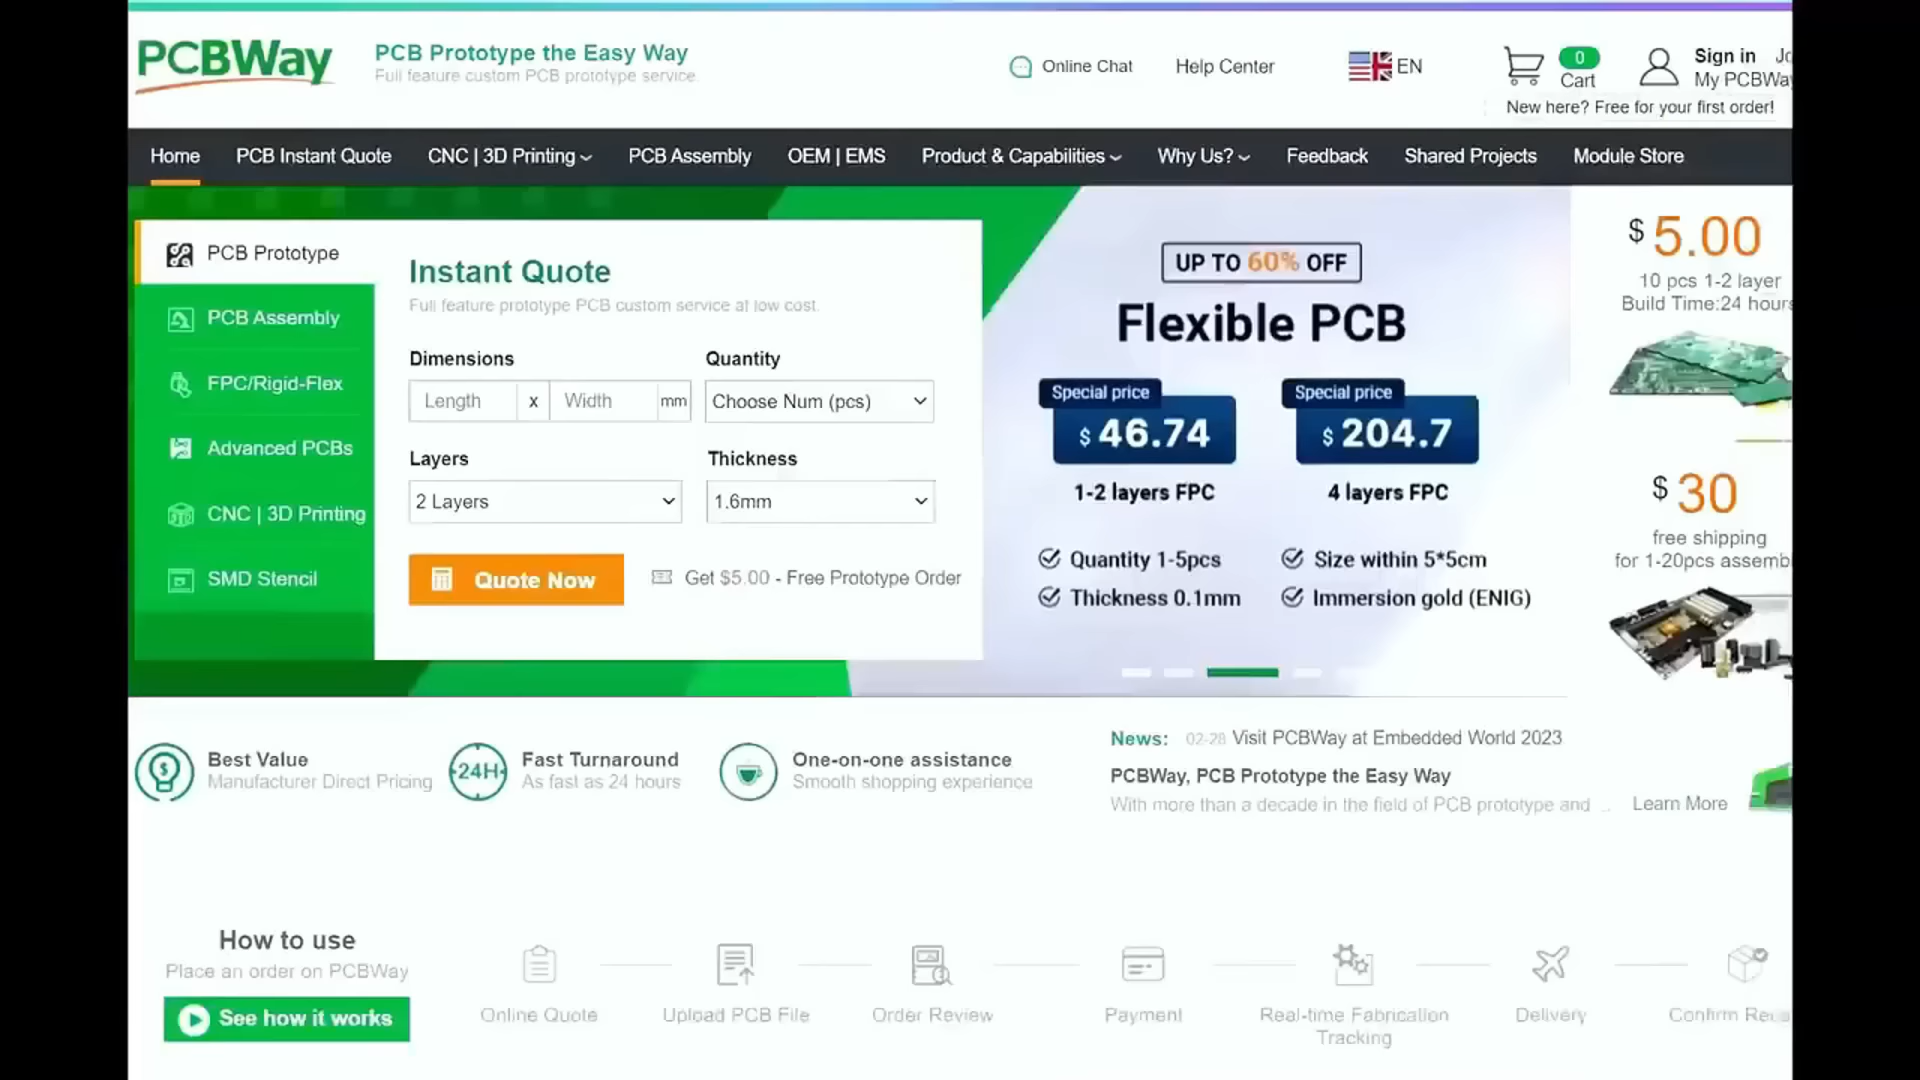 PCBWay
PCB Prototype the Easy Way
Full feature custom PCB prototype service
Online Chat
Help Center
EN
0
Cart
Sign in
My PCBWay
New here? Free for your first order!
Home
PCB Instant Quote
CNC | 3D Printing
PCB Assembly
OEM | EMS
Product & Capabilities
Why Us?
Feedback
Shared Projects
Module Store
PCB Prototype
PCB Assembly
FPC/Rigid-Flex
Advanced PCBs
CNC | 3D Printing
SMD Stencil
Instant Quote
Full feature prototype PCB custom service at low cost.
Dimensions
Length x Width mm
Quantity
Choose Num (pcs)
Layers
2 Layers
Thickness
1.6mm
Quote Now
Get $5.00 - Free Prototype Order
UP TO 60% OFF
Flexible PCB
Special price
$ 46.74
1-2 layers FPC
Special price
$ 204.7
4 layers FPC
Quantity 1-5pcs
Size within 5*5cm
Thickness 0.1mm
Immersion gold (ENIG)
$ 5.00
10 pcs 1-2 layer
Build Time:24 hours
$ 30
free shipping
for 1-20pcs assemb
Best Value
Manufacturer Direct Pricing
24H
Fast Turnaround
As fast as 24 hours
One-on-one assistance
Smooth shopping experience
News: 02-28 Visit PCBWay at Embedded World 2023
PCBWay, PCB Prototype the Easy Way
With more than a decade in the field of PCB prototype and ...
Learn More
How to use
Place an order on PCBWay
See how it works
Online Quote
Upload PCB File
Order Review
Payment
Real-time Fabrication
Tracking
Delivery
Confirm